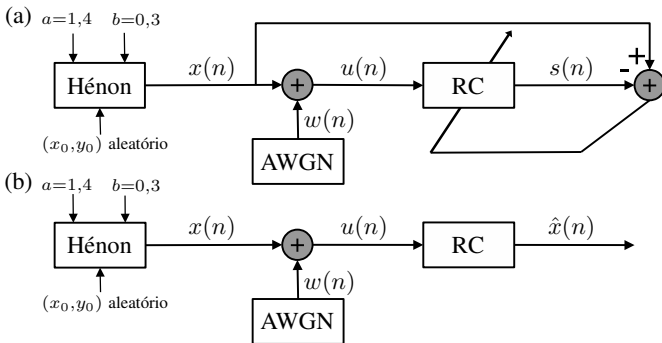 (a)
a=1,4 b=0,3
Hénon x(n) + u(n) RC s(n) - + +
w(n)
(x₀,y₀) aleatório
AWGN
(b)
a=1,4 b=0,3
Hénon x(n) + u(n) RC x̂(n)
w(n)
(x₀,y₀) aleatório
AWGN